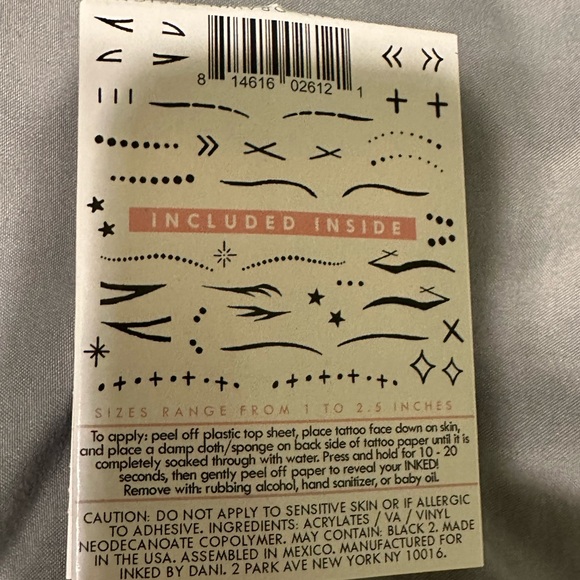 8 14616 02612 1
INCLUDED INSIDE
SIZES RANGE FROM 1 TO 2.5 INCHES
To apply: peel off plastic top sheet, place tattoo face down on skin,
and place a damp cloth/sponge on back side of tattoo paper until it is
completely soaked through with water. Press and hold for 10 - 20
seconds, then gently peel off paper to reveal your INKED!
Remove with: rubbing alcohol, hand sanitizer, or baby oil.
CAUTION: DO NOT APPLY TO SENSITIVE SKIN OR IF ALLERGIC
TO ADHESIVE. INGREDIENTS: ACRYLATES / VA / VINYL
NEODECANOATE COPOLYMER. MAY CONTAIN: BLACK 2. MADE
IN THE USA. ASSEMBLED IN MEXICO. MANUFACTURED FOR
INKED BY DANI. 2 PARK AVE NEW YORK NY 10016.